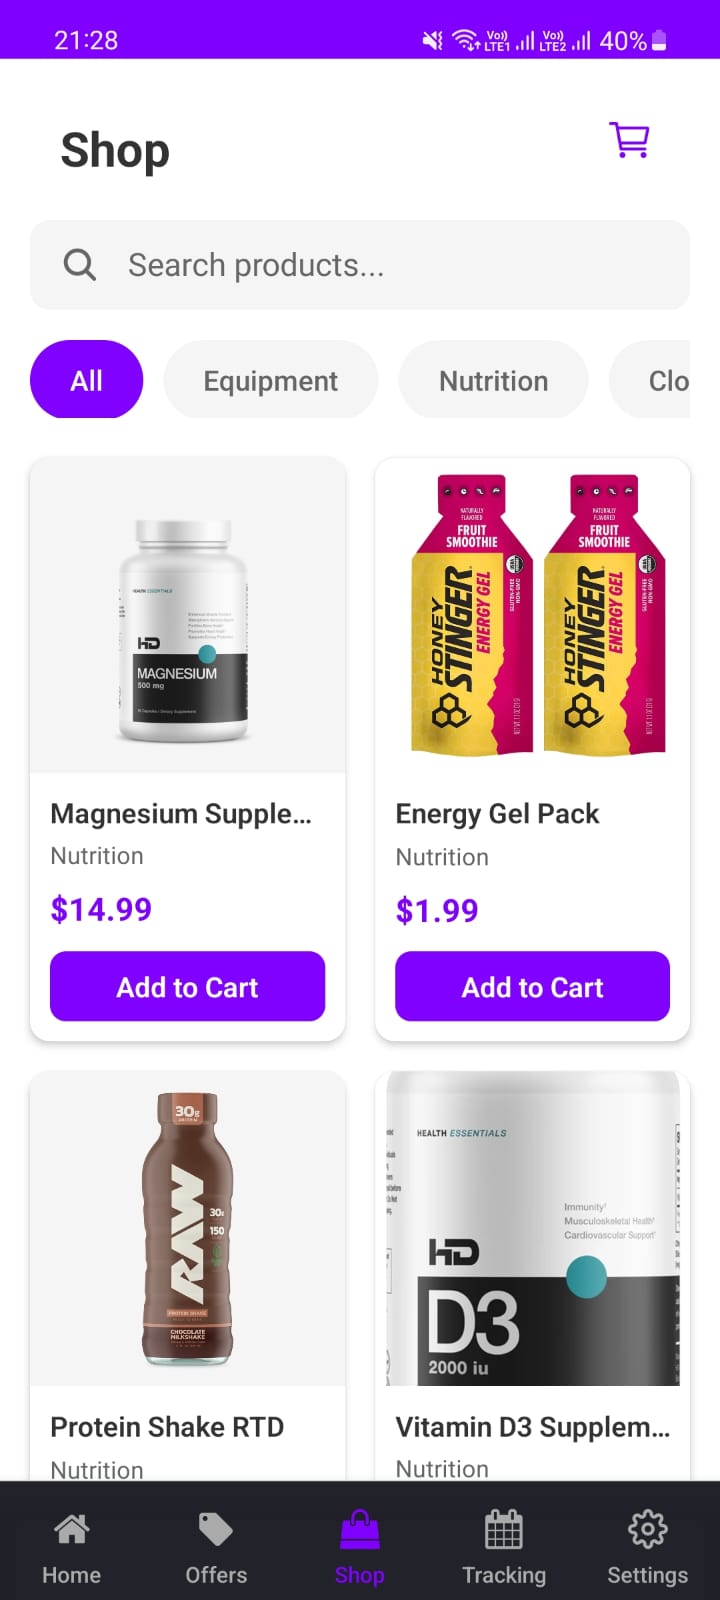 21:28
Vo)) LTE1 Vo)) LTE2 40%
Shop
Search products...
All Equipment Nutrition Clo
HEALTH ESSENTIALS
HD
MAGNESIUM
500 mg
NATURALLY FLAVORED
FRUIT SMOOTHIE
HONEY STINGER
ENERGY GEL
GLUTEN-FREE
NON-GMO
NATURALLY FLAVORED
FRUIT SMOOTHIE
HONEY STINGER
ENERGY GEL
GLUTEN-FREE
NON-GMO
Magnesium Supple...
Nutrition
$14.99
Add to Cart
Energy Gel Pack
Nutrition
$1.99
Add to Cart
30g
RAW
30g
150
PROTEIN SHAKE
CHOCOLATE
MILKSHAKE
HEALTH ESSENTIALS
Immunity†
Musculoskeletal Health†
Cardiovascular Support†
HD
D3
2000 iu
Protein Shake RTD
Nutrition
Vitamin D3 Supplem...
Nutrition
Home Offers Shop Tracking Settings